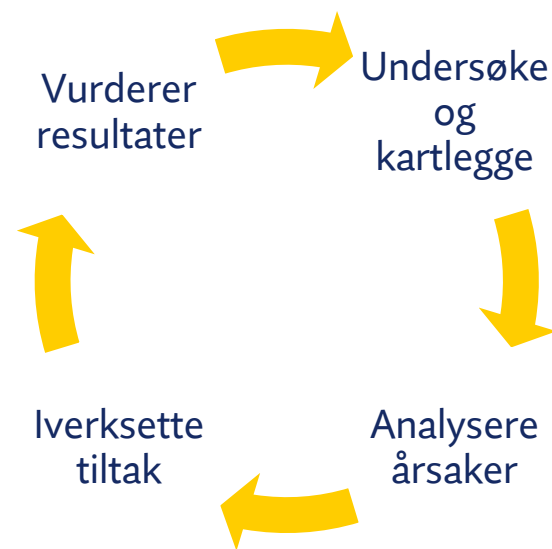 Vurderer
resultater
Undersøke
og
kartlegge
Iverksette
tiltak
Analysere
årsaker